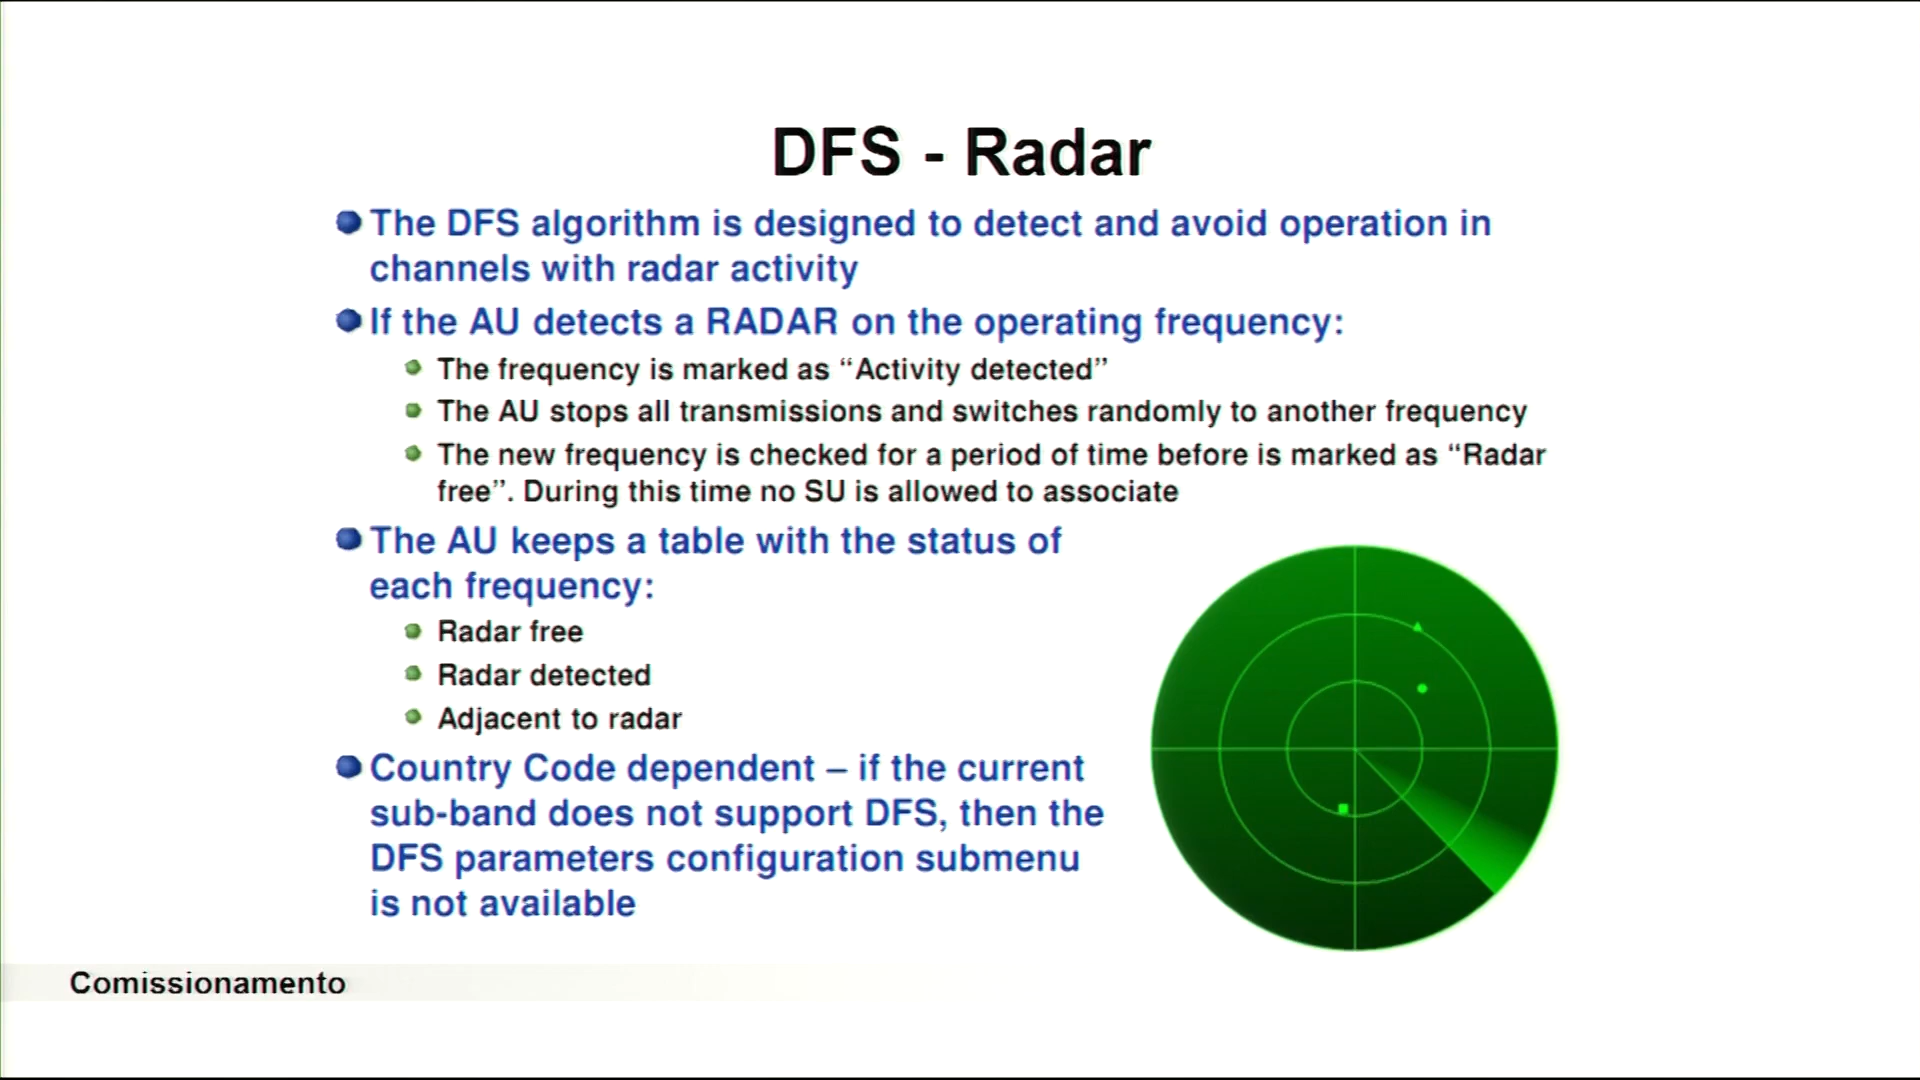 DFS - Radar
The DFS algorithm is designed to detect and avoid operation in
channels with radar activity
If the AU detects a RADAR on the operating frequency:
The frequency is marked as “Activity detected”
The AU stops all transmissions and switches randomly to another frequency
The new frequency is checked for a period of time before is marked as “Radar
free”. During this time no SU is allowed to associate
The AU keeps a table with the status of
each frequency:
Radar free
Radar detected
Adjacent to radar
Country Code dependent – if the current
sub-band does not support DFS, then the
DFS parameters configuration submenu
is not available
Comissionamento